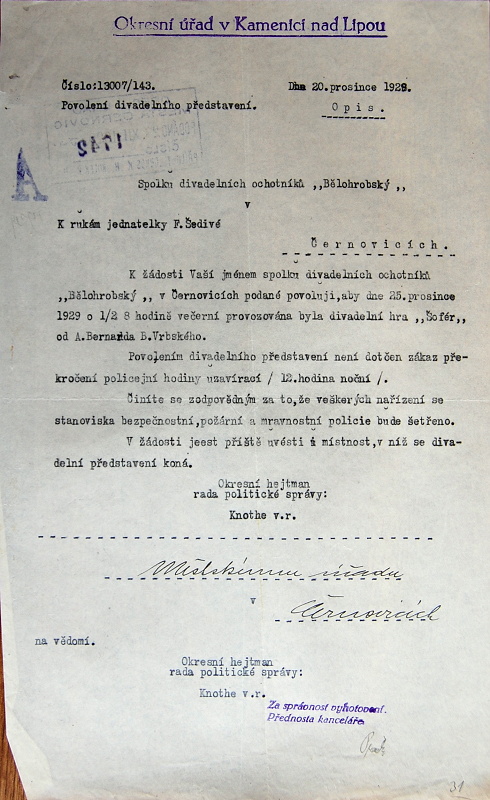 Okresní úřad v Kamenici nad Lipou
Číslo:13007/143.
Dne 20.prosince 1929.
Povolení divadelního představení.
Opis.
1742
A
Spolku divadelních ochotníků ,,Bělohrobský ,,
v
K rukám jednatelky F.Šedivé
Černovicích.
K žádosti Vaší jménem spolku divadelních ochotníků
,,Bělohrobský ,, v Černovicích podané povoluji,aby dne 25.prosince
1929 o 1/2 8 hodině večerní provozována byla divadelní hra ,,Šofér,,
od A.Bernarda B.Vrbského.
Povolením divadelního představení není dotčen zákaz pře-
kročení policejní hodiny uzavírací / 12.hodina noční /.
Činíte se zodpovědným za to,že veškerých nařízení se
stanoviska bezpečnostní,požární a mravnostní policie bude šetřeno.
V žádosti jeest příště uvésti i místnost,v níž se diva-
delní představení koná.
Okresní hejtman
rada politické správy:
Knothe v.r.
Městskému úřadu
v
Černovicích
na vědomí.
Okresní hejtman
rada politické správy:
Knothe v.r.
Za správnost vyhotovení.
Přednosta kanceláře
31